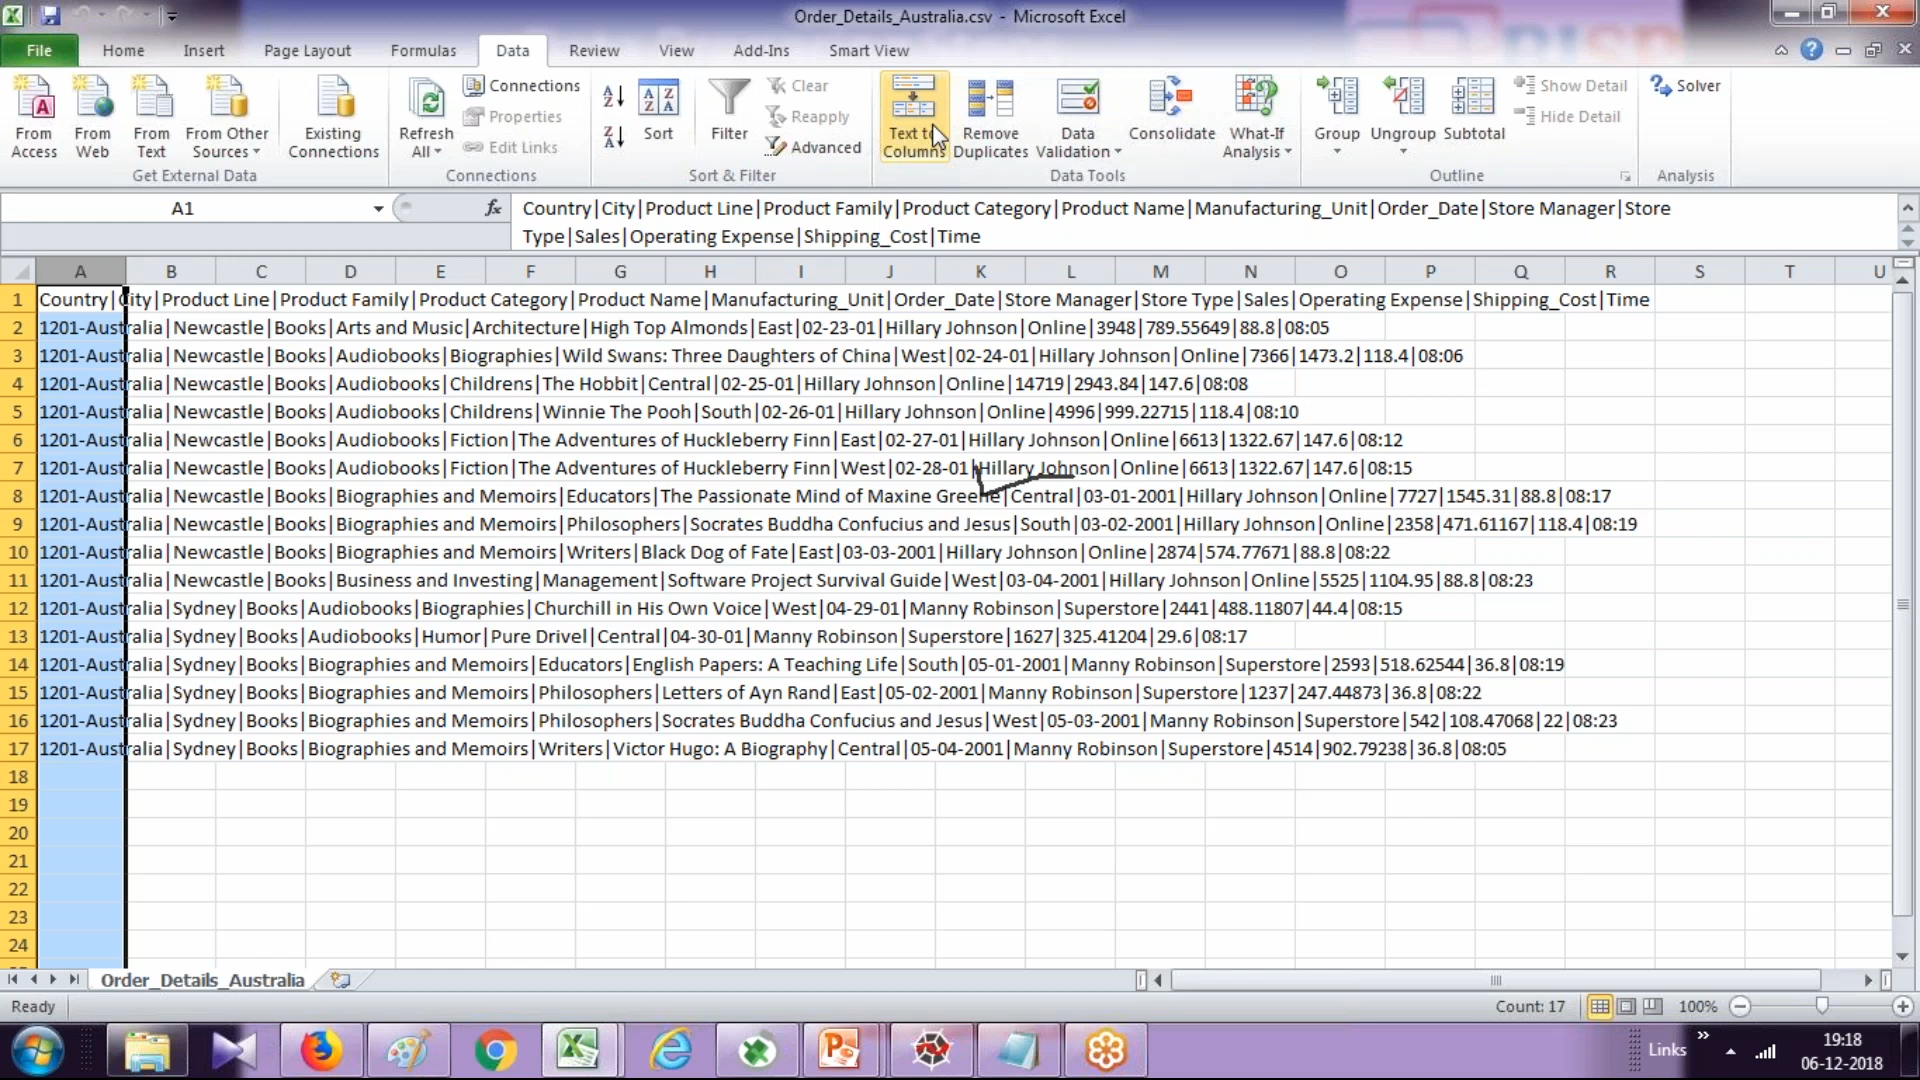 Order_Details_Australia.csv - Microsoft Excel
File Home Insert Page Layout Formulas Data Review View Add-Ins Smart View
From Access
From Web
From Text
From Other Sources
Existing Connections
Get External Data
Refresh All
Connections
Properties
Edit Links
Connections
Sort
Filter
Clear
Reapply
Advanced
Sort & Filter
Text to Columns
Remove Duplicates
Data Validation
Consolidate
What-If Analysis
Data Tools
Group
Ungroup
Subtotal
Show Detail
Hide Detail
Outline
Solver
Analysis
A1
fx
Country|City|Product Line|Product Family|Product Category|Product Name|Manufacturing_Unit|Order_Date|Store Manager|Store
Type|Sales|Operating Expense|Shipping_Cost|Time
A B C D E F G H I J K L M N O P Q R S T U
1 Country|City|Product Line|Product Family|Product Category|Product Name|Manufacturing_Unit|Order_Date|Store Manager|Store Type|Sales|Operating Expense|Shipping_Cost|Time
2 1201-Australia|Newcastle|Books|Arts and Music|Architecture|High Top Almonds|East|02-23-01|Hillary Johnson|Online|3948|789.55649|88.8|08:05
3 1201-Australia|Newcastle|Books|Audiobooks|Biographies|Wild Swans: Three Daughters of China|West|02-24-01|Hillary Johnson|Online|7366|1473.2|118.4|08:06
4 1201-Australia|Newcastle|Books|Audiobooks|Childrens|The Hobbit|Central|02-25-01|Hillary Johnson|Online|14719|2943.84|147.6|08:08
5 1201-Australia|Newcastle|Books|Audiobooks|Childrens|Winnie The Pooh|South|02-26-01|Hillary Johnson|Online|4996|999.22715|118.4|08:10
6 1201-Australia|Newcastle|Books|Audiobooks|Fiction|The Adventures of Huckleberry Finn|East|02-27-01|Hillary Johnson|Online|6613|1322.67|147.6|08:12
7 1201-Australia|Newcastle|Books|Audiobooks|Fiction|The Adventures of Huckleberry Finn|West|02-28-01|Hillary Johnson|Online|6613|1322.67|147.6|08:15
8 1201-Australia|Newcastle|Books|Biographies and Memoirs|Educators|The Passionate Mind of Maxine Greene|Central|03-01-2001|Hillary Johnson|Online|7727|1545.31|88.8|08:17
9 1201-Australia|Newcastle|Books|Biographies and Memoirs|Philosophers|Socrates Buddha Confucius and Jesus|South|03-02-2001|Hillary Johnson|Online|2358|471.61167|118.4|08:19
10 1201-Australia|Newcastle|Books|Biographies and Memoirs|Writers|Black Dog of Fate|East|03-03-2001|Hillary Johnson|Online|2874|574.77671|88.8|08:22
11 1201-Australia|Newcastle|Books|Business and Investing|Management|Software Project Survival Guide|West|03-04-2001|Hillary Johnson|Online|5525|1104.95|88.8|08:23
12 1201-Australia|Sydney|Books|Audiobooks|Biographies|Churchill in His Own Voice|West|04-29-01|Manny Robinson|Superstore|2441|488.11807|44.4|08:15
13 1201-Australia|Sydney|Books|Audiobooks|Humor|Pure Drivel|Central|04-30-01|Manny Robinson|Superstore|1627|325.41204|29.6|08:17
14 1201-Australia|Sydney|Books|Biographies and Memoirs|Educators|English Papers: A Teaching Life|South|05-01-2001|Manny Robinson|Superstore|2593|518.62544|36.8|08:19
15 1201-Australia|Sydney|Books|Biographies and Memoirs|Philosophers|Letters of Ayn Rand|East|05-02-2001|Manny Robinson|Superstore|1237|247.44873|36.8|08:22
16 1201-Australia|Sydney|Books|Biographies and Memoirs|Philosophers|Socrates Buddha Confucius and Jesus|West|05-03-2001|Manny Robinson|Superstore|542|108.47068|22|08:23
17 1201-Australia|Sydney|Books|Biographies and Memoirs|Writers|Victor Hugo: A Biography|Central|05-04-2001|Manny Robinson|Superstore|4514|902.79238|36.8|08:05
18
19
20
21
22
23
24
Order_Details_Australia
Ready
Count: 17
100%
Links
19:18
06-12-2018